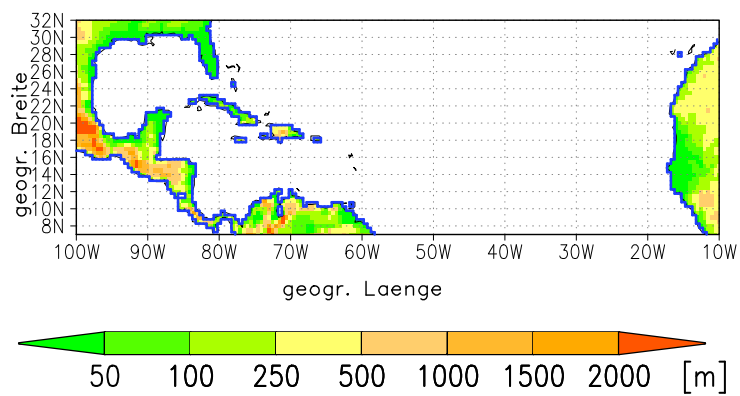 32N
30N
28N
26N
24N
22N
20N
18N
16N
14N
12N
10N
8N
geogr. Breite
100W 90W 80W 70W 60W 50W 40W 30W 20W 10W
geogr. Laenge
50 100 250 500 1000 1500 2000 [m]